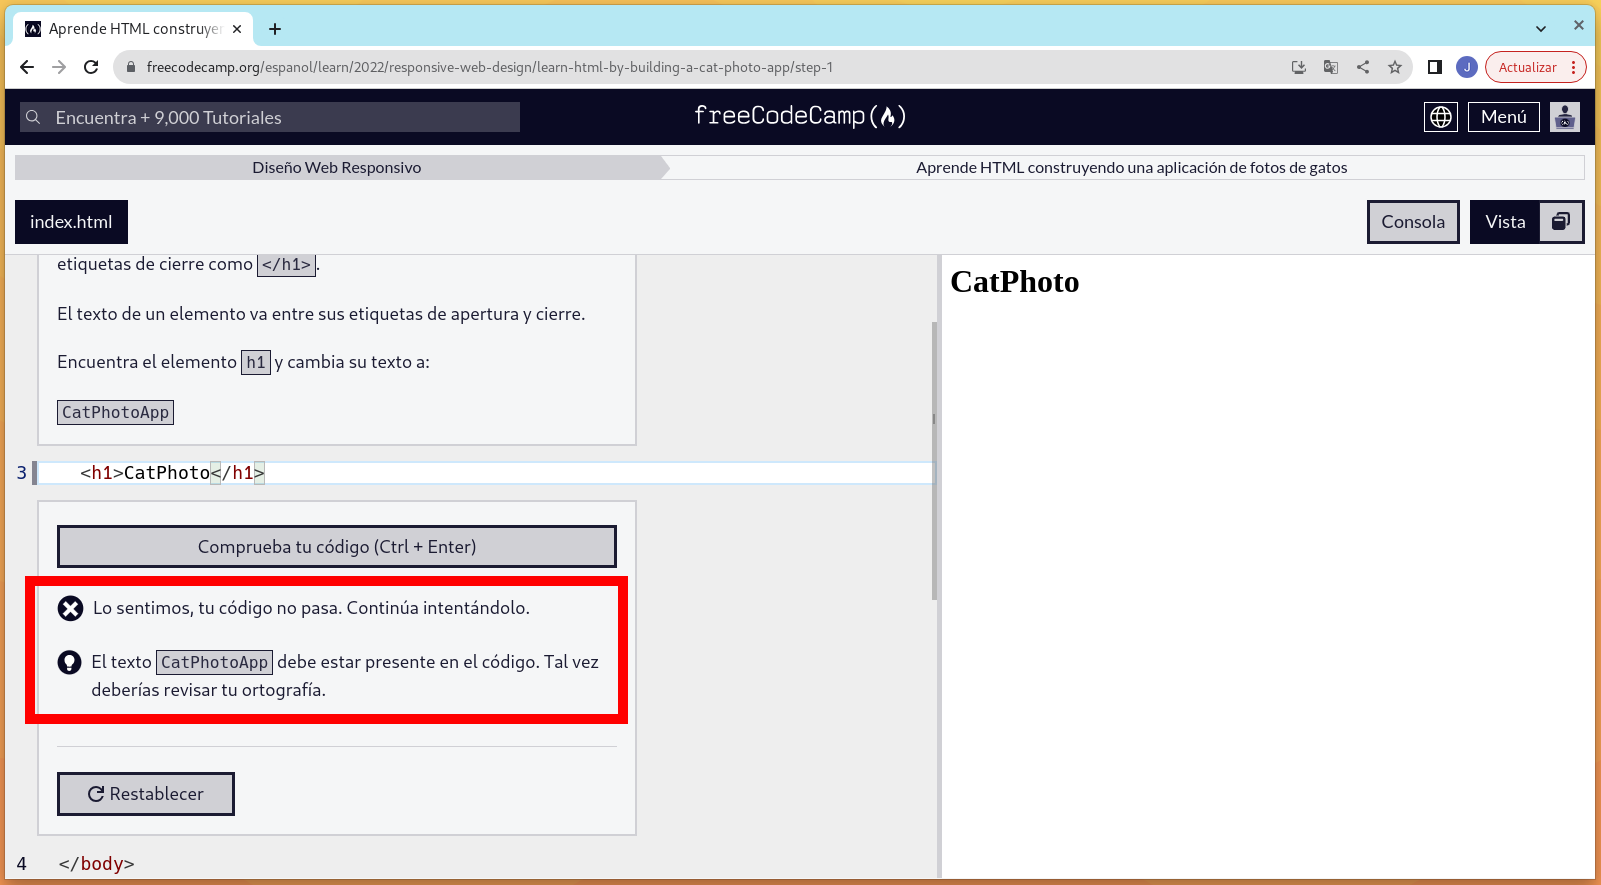 Aprende HTML construye
freecodecamp.org/espanol/learn/2022/responsive-web-design/learn-html-by-building-a-cat-photo-app/step-1
J
Actualizar
Encuentra + 9,000 Tutoriales
freeCodeCamp
Menú
Diseño Web Responsivo
Aprende HTML construyendo una aplicación de fotos de gatos
index.html
Consola
Vista
etiquetas de cierre como </h1>.
El texto de un elemento va entre sus etiquetas de apertura y cierre.
Encuentra el elemento h1 y cambia su texto a:
CatPhotoApp
3 <h1>CatPhoto</h1>
Comprueba tu código (Ctrl + Enter)
Lo sentimos, tu código no pasa. Continúa intentándolo.
El texto CatPhotoApp debe estar presente en el código. Tal vez
deberías revisar tu ortografía.
Restablecer
4 </body>
CatPhoto